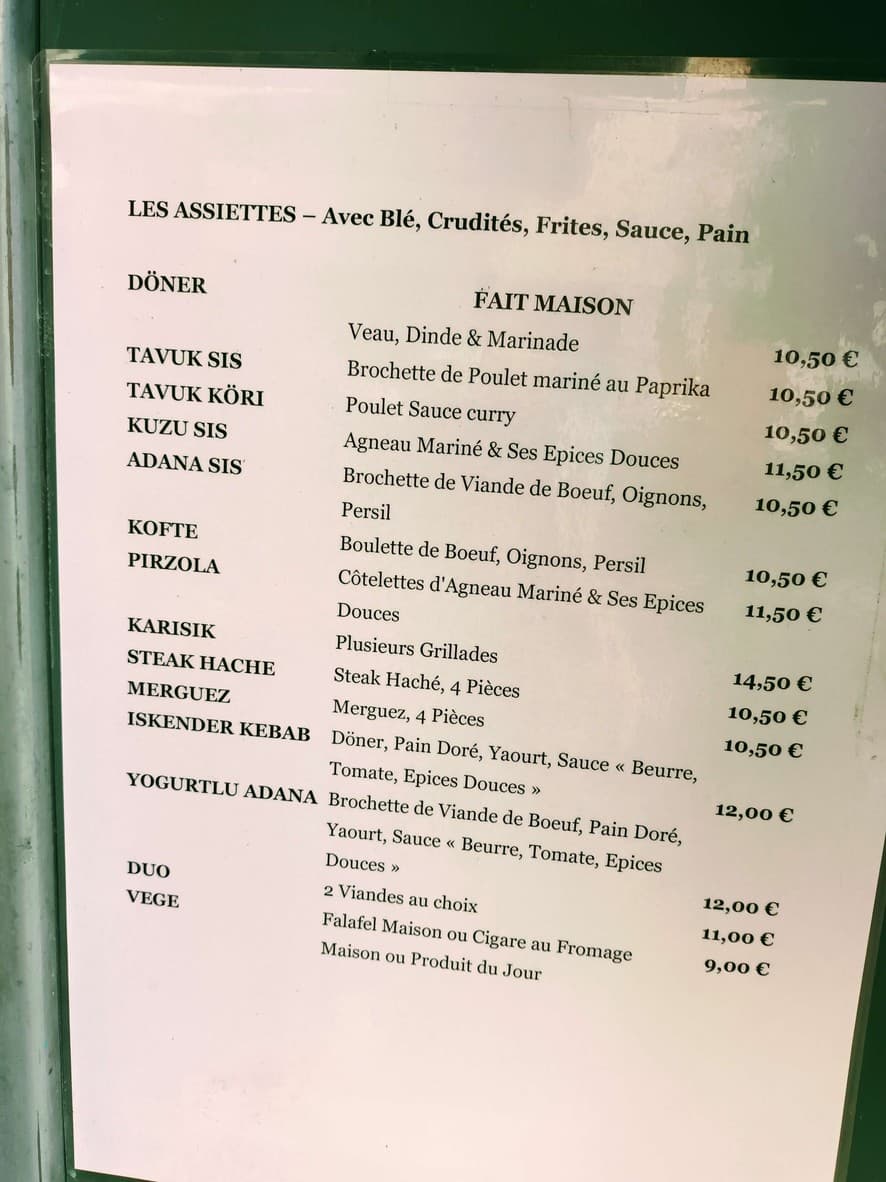 LES ASSIETTES – Avec Blé, Crudités, Frites, Sauce, Pain
DÖNER FAIT MAISON
Veau, Dinde & Marinade 10,50 €
TAVUK SIS Brochette de Poulet mariné au Paprika 10,50 €
TAVUK KÖRI Poulet Sauce curry 10,50 €
KUZU SIS Agneau Mariné & Ses Epices Douces 11,50 €
ADANA SIS Brochette de Viande de Boeuf, Oignons, 10,50 €
Persil
KOFTE Boulette de Boeuf, Oignons, Persil 10,50 €
PIRZOLA Côtelettes d'Agneau Mariné & Ses Epices 11,50 €
Douces
KARISIK Plusieurs Grillades 14,50 €
STEAK HACHE Steak Haché, 4 Pièces 10,50 €
MERGUEZ Merguez, 4 Pièces 10,50 €
ISKENDER KEBAB Döner, Pain Doré, Yaourt, Sauce « Beurre,
Tomate, Epices Douces » 12,00 €
YOGURTLU ADANA Brochette de Viande de Boeuf, Pain Doré,
Yaourt, Sauce « Beurre, Tomate, Epices
Douces » 12,00 €
DUO 2 Viandes au choix 11,00 €
VEGE Falafel Maison ou Cigare au Fromage 9,00 €
Maison ou Produit du Jour